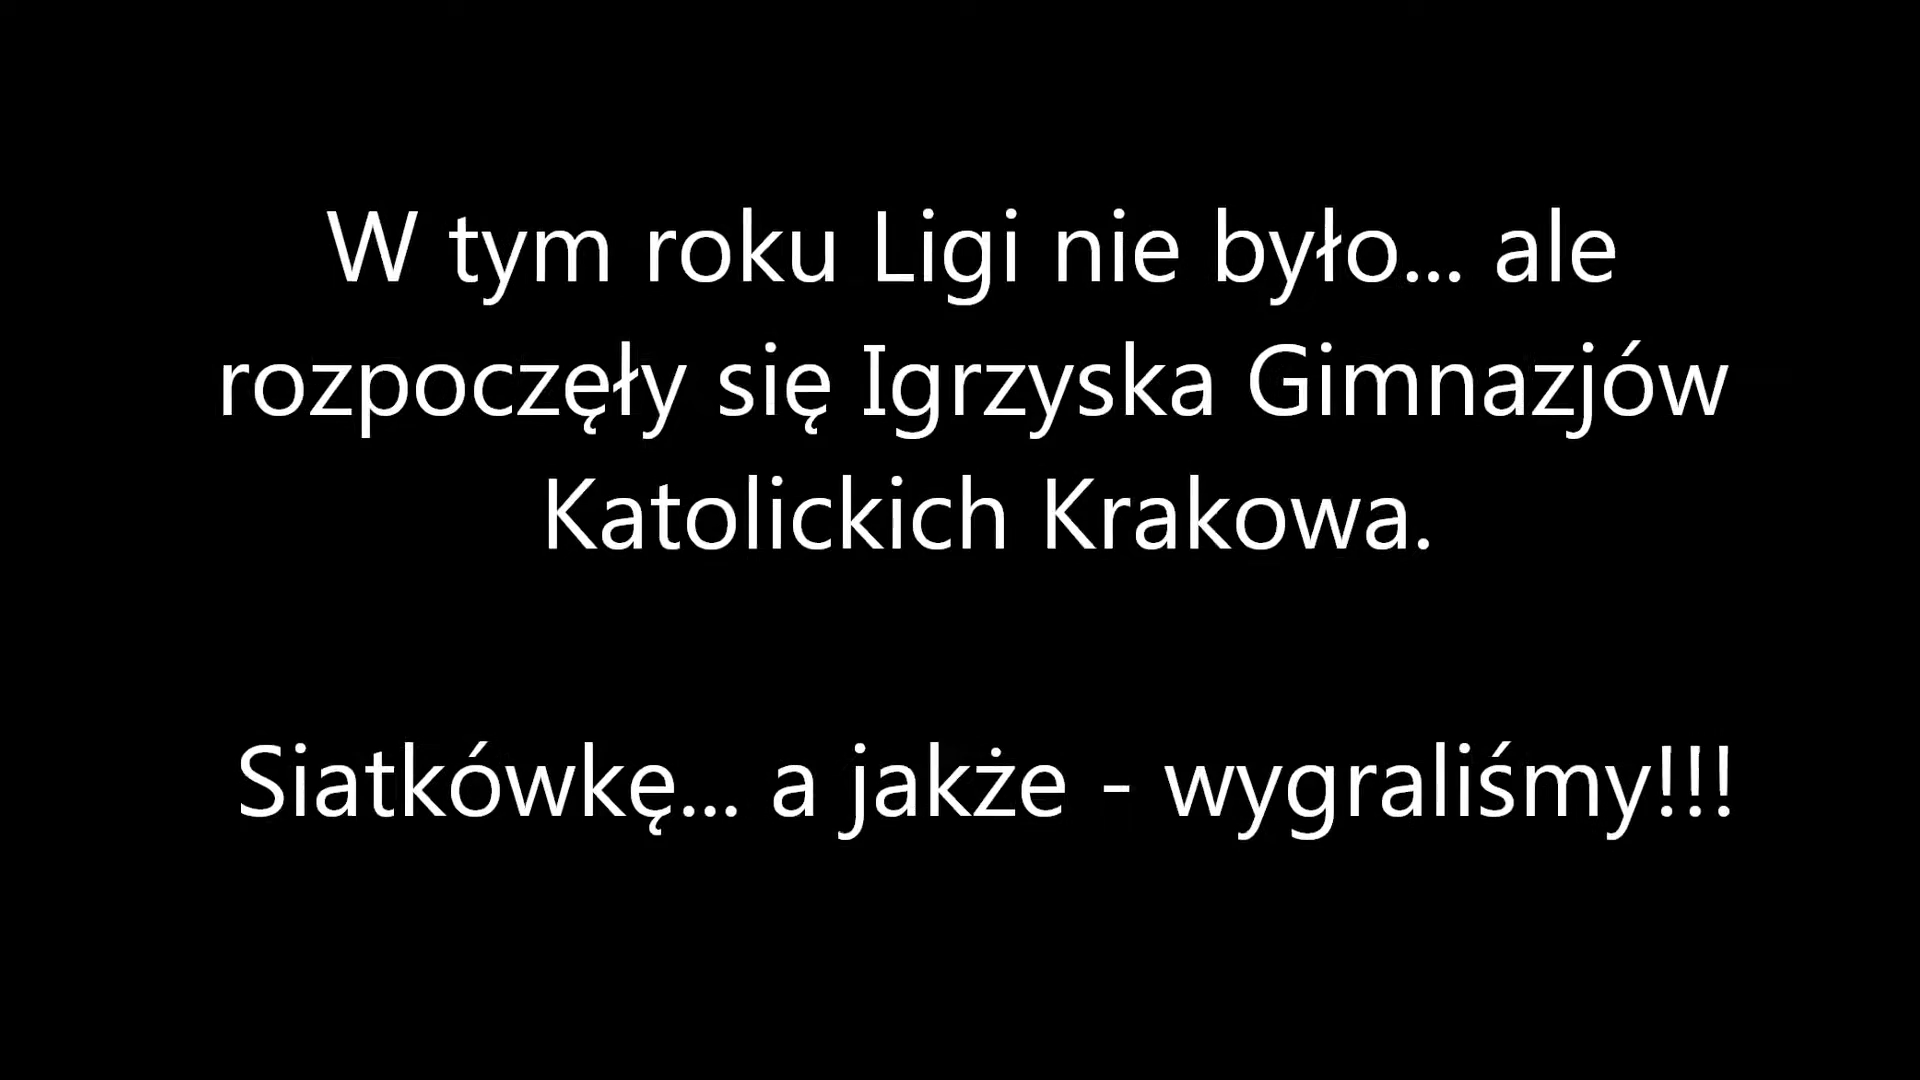 W tym roku Ligi nie było... ale
rozpoczęły się Igrzyska Gimnazjów
Katolickich Krakowa.
Siatkówkę... a jakże - wygraliśmy!!!